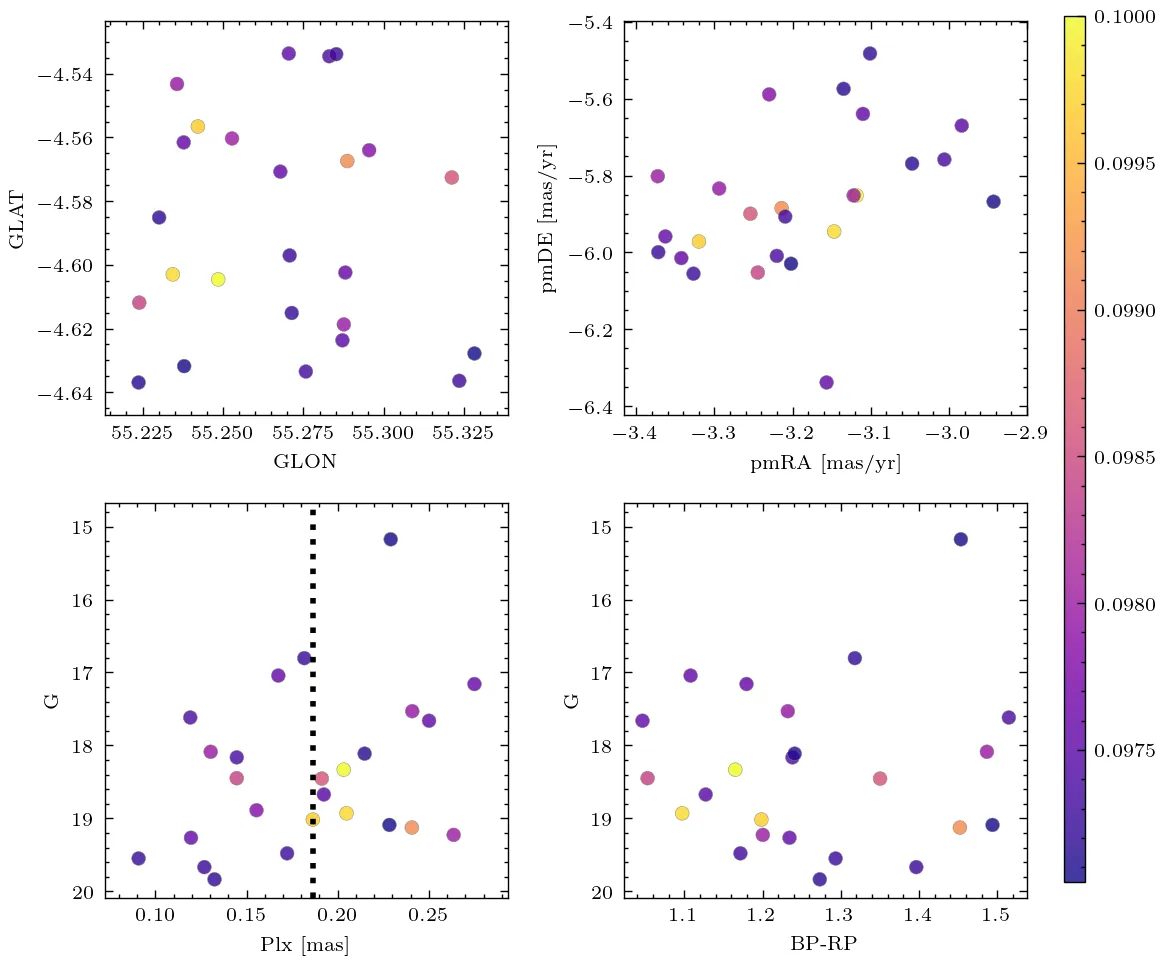 −4.54
−4.56
−4.58
−4.60
−4.62
−4.64
GLAT
55.225 55.250 55.275 55.300 55.325
GLON
−5.4
−5.6
−5.8
−6.0
−6.2
−6.4
pmDE [mas/yr]
−3.4 −3.3 −3.2 −3.1 −3.0 −2.9
pmRA [mas/yr]
15
16
17
18
19
20
G
0.10 0.15 0.20 0.25
Plx [mas]
15
16
17
18
19
20
G
1.1 1.2 1.3 1.4 1.5
BP-RP
0.1000
0.0995
0.0990
0.0985
0.0980
0.0975